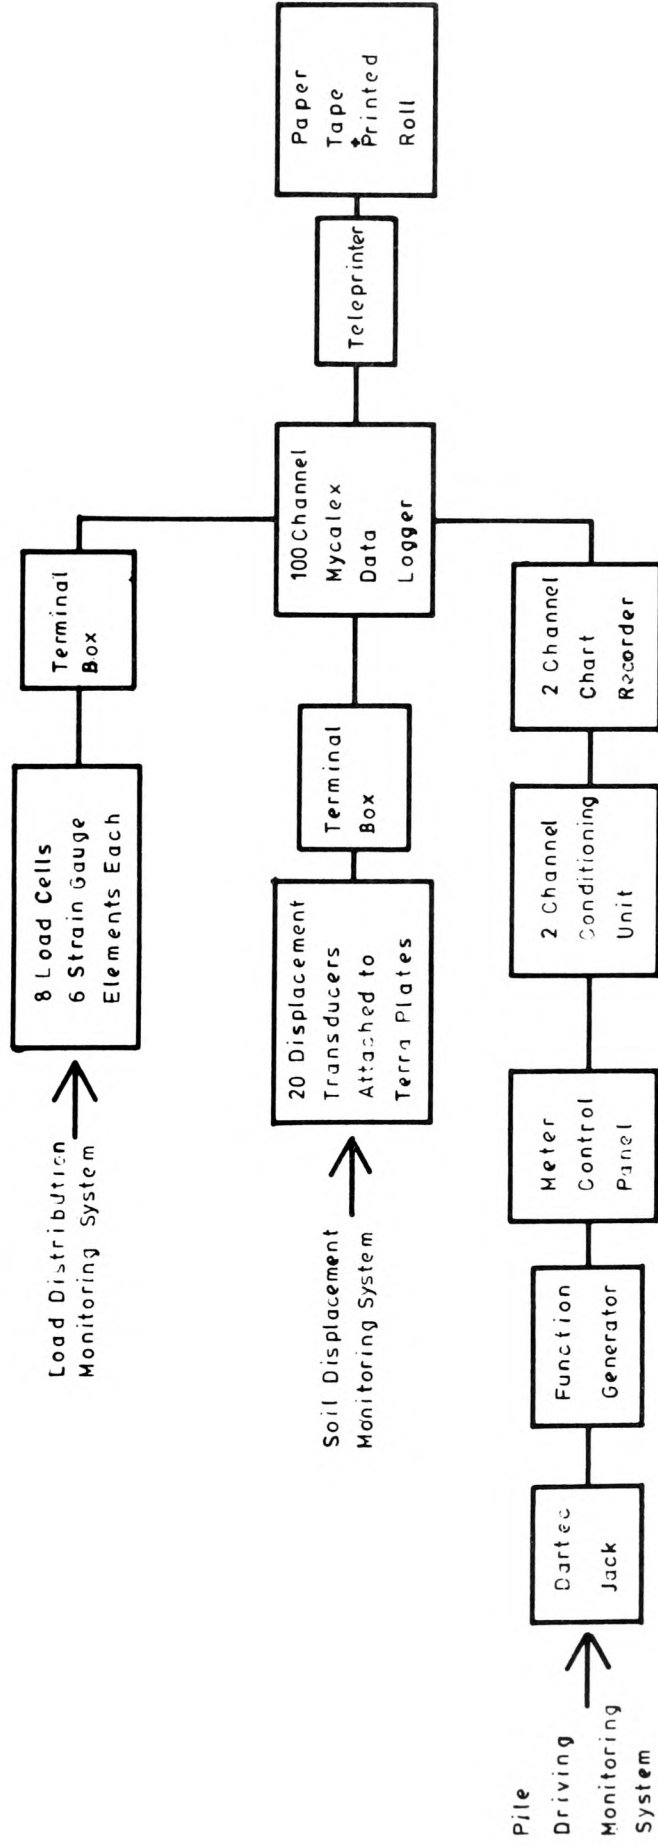 Load Distribution
Monitoring System
8 Load Cells
6 Strain Gauge
Elements Each
Terminal
Box
Soil Displacement
Monitoring System
20 Displacement
Transducers
Attached to
Terra Plates
Terminal
Box
100 Channel
Mycalex
Data
Logger
Teleprinter
Paper
Tape
+
Printed
Roll
Pile
Driving
Monitoring
System
Dartec
Jack
Function
Generator
Meter
Control
Panel
2 Channel
Conditioning
Unit
2 Channel
Chart
Recorder